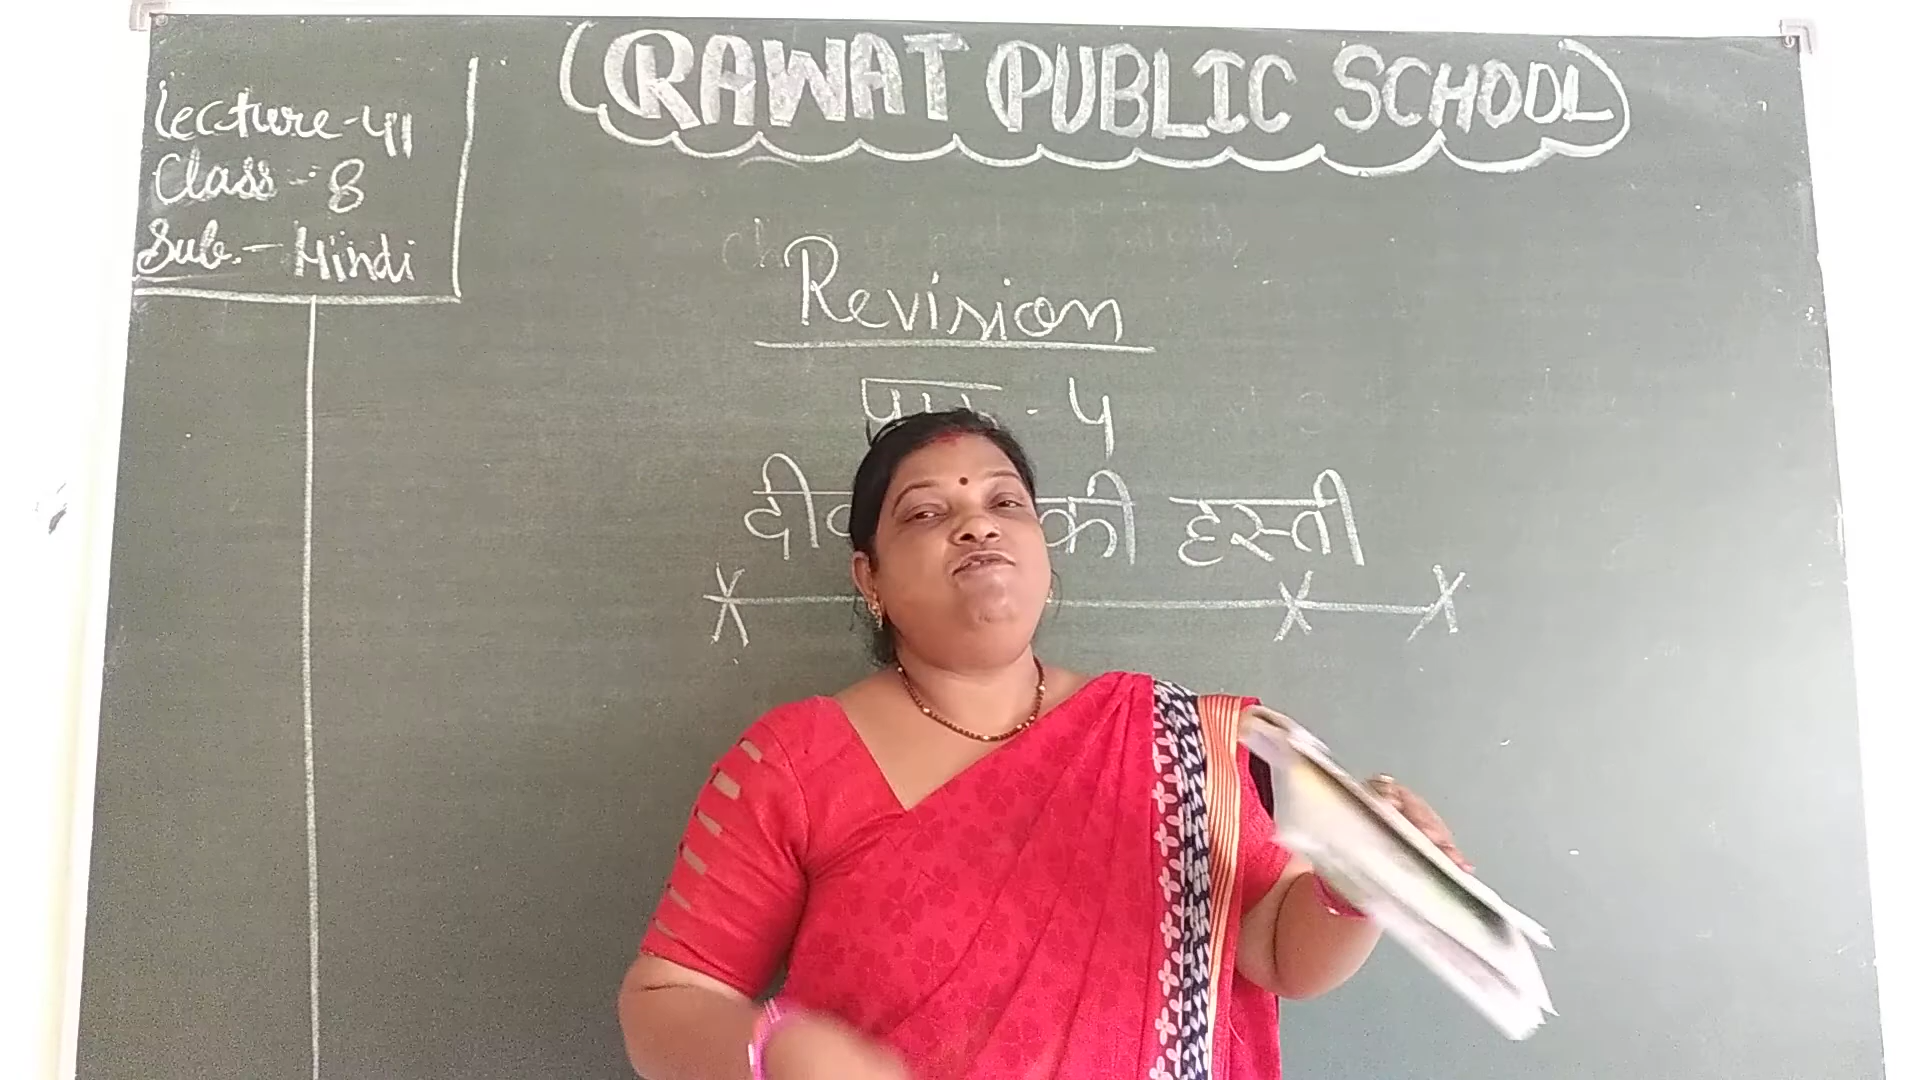 RAWAT PUBLIC SCHOOL
Lecture-41
Class-8
Sub.-Hindi
Revision
- 4
की हस्ती